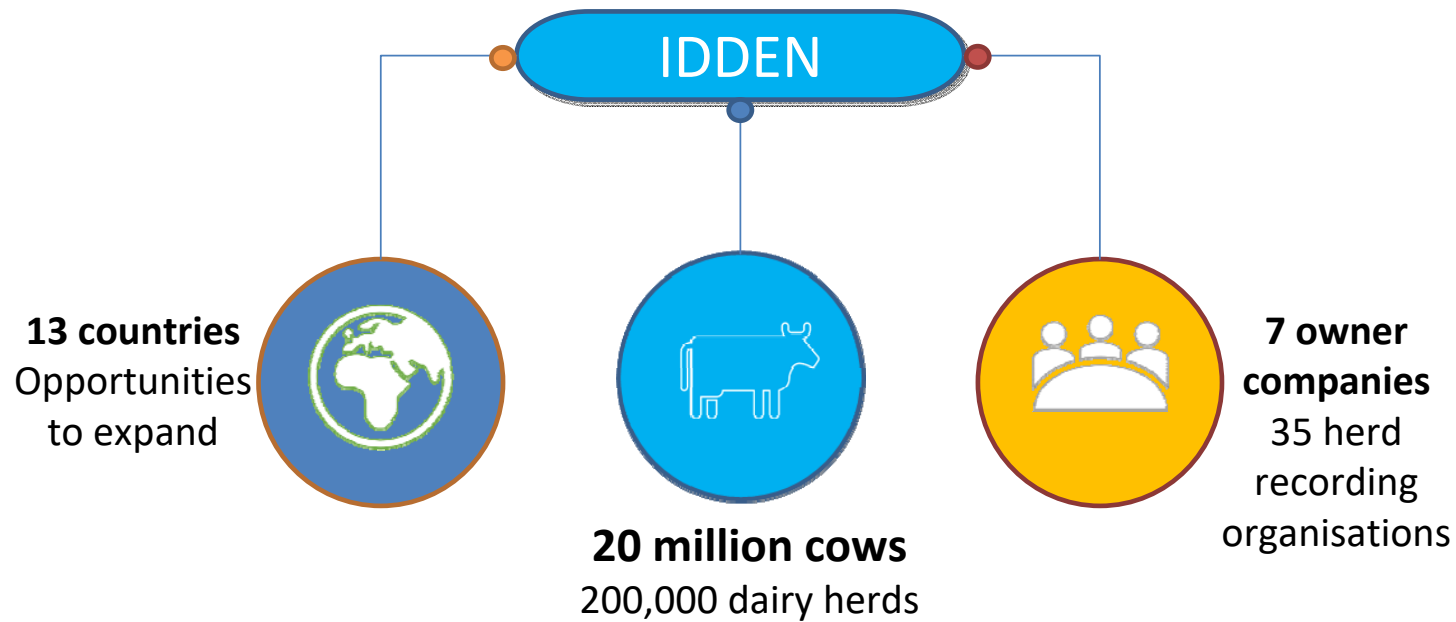 IDDEN
13 countries
Opportunities
to expand
20 million cows
200,000 dairy herds
7 owner
companies
35 herd
recording
organisations